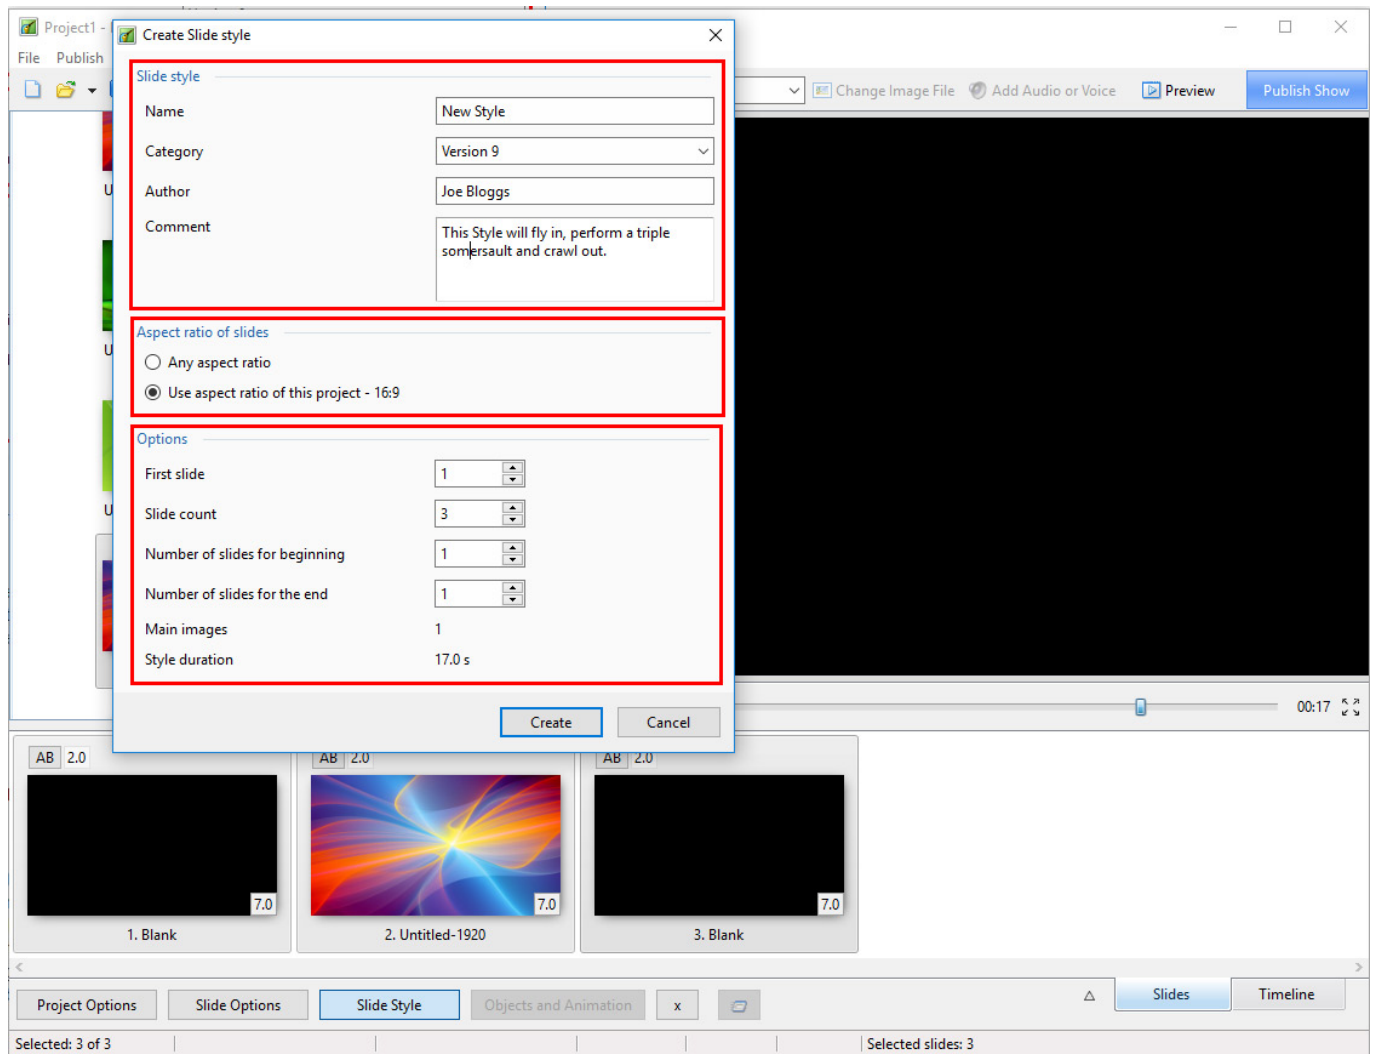 Project1 -
Create Slide style
File Publish
Slide style
Change Image File
Add Audio or Voice
Preview
Publish Show
Name
New Style
Category
Version 9
Author
Joe Bloggs
Comment
This Style will fly in, perform a triple
somersault and crawl out.
Aspect ratio of slides
Any aspect ratio
Use aspect ratio of this project - 16:9
Options
First slide
1
Slide count
3
Number of slides for beginning
1
Number of slides for the end
1
Main images
1
Style duration
17.0 s
Create
Cancel
00:17
AB 2.0
AB 2.0
AB 2.0
7.0
7.0
7.0
1. Blank
2. Untitled-1920
3. Blank
Project Options
Slide Options
Slide Style
Objects and Animation
x
Slides
Timeline
Selected: 3 of 3
Selected slides: 3